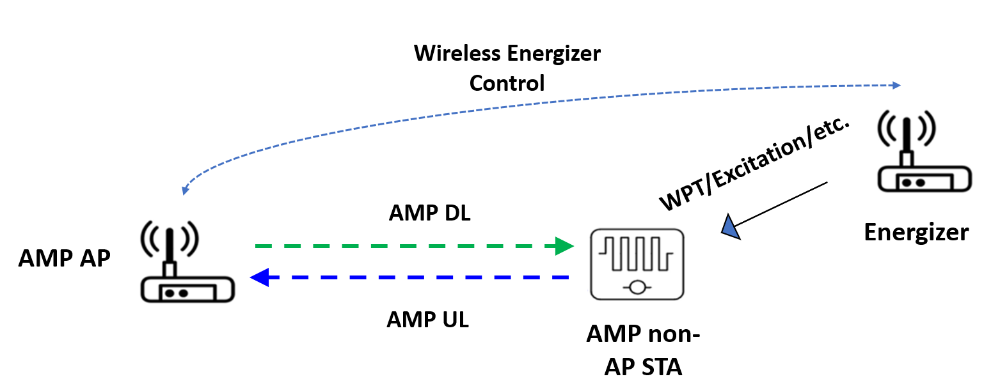 Wireless Energizer
Control
WPT/Excitation/etc.
AMP DL
Energizer
AMP AP
AMP UL
AMP non-
AP STA